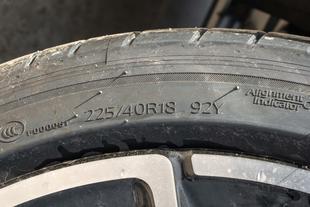 225/40R18 92Y
Alignment
Indicator